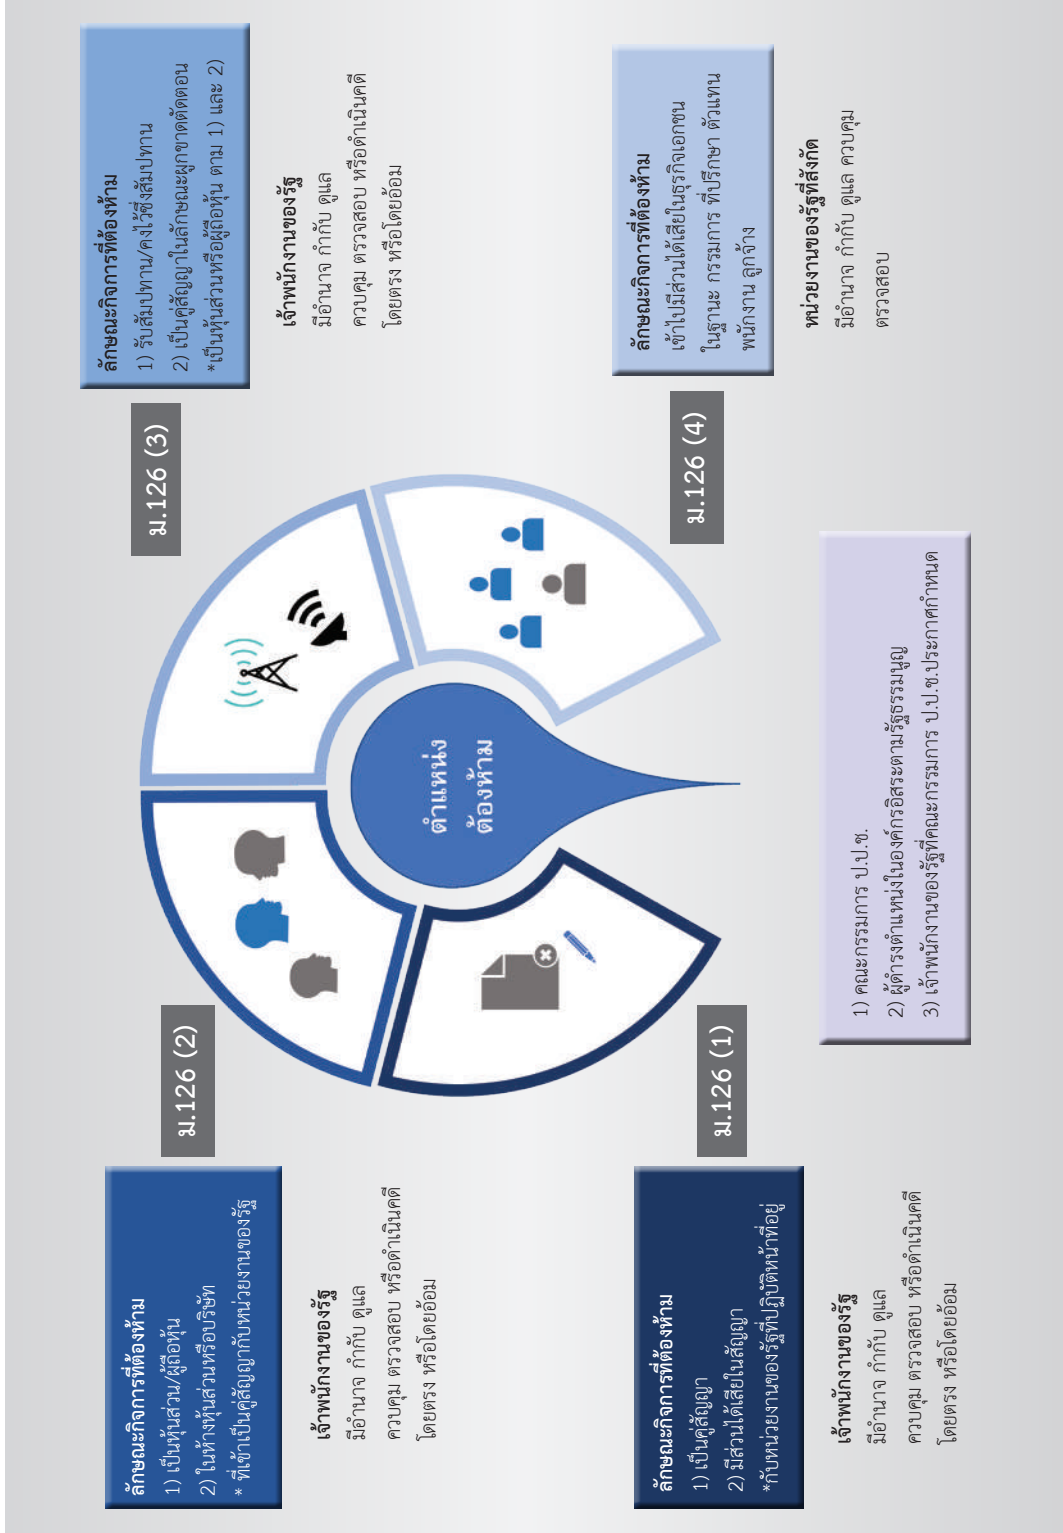 ม.126 (2)
ลักษณะกิจการที่ต้องห้าม
1) เป็นหุ้นส่วน/ผู้ถือหุ้น
2) ในห้างหุ้นส่วนหรือบริษัท
* ที่เข้าเป็นคู่สัญญากับหน่วยงานของรัฐ
เจ้าพนักงานของรัฐ
มีอำนาจ กำกับ ดูแล
ควบคุม ตรวจสอบ หรือดำเนินคดี
โดยตรง หรือโดยอ้อม
ม.126 (3)
ลักษณะกิจการที่ต้องห้าม
1) รับสัมปทาน/คงไว้ซึ่งสัมปทาน
2) เป็นคู่สัญญาในลักษณะผูกขาดตัดตอน
*เป็นหุ้นส่วนหรือผู้ถือหุ้น ตาม 1) และ 2)
เจ้าพนักงานของรัฐ
มีอำนาจ กำกับ ดูแล
ควบคุม ตรวจสอบ หรือดำเนินคดี
โดยตรง หรือโดยอ้อม
ตำแหน่ง
ต้องห้าม
ม.126 (1)
ลักษณะกิจการที่ต้องห้าม
1) เป็นคู่สัญญา
2) มีส่วนได้เสียในสัญญา
*กับหน่วยงานของรัฐที่ปฏิบัติหน้าที่อยู่
เจ้าพนักงานของรัฐ
มีอำนาจ กำกับ ดูแล
ควบคุม ตรวจสอบ หรือดำเนินคดี
โดยตรง หรือโดยอ้อม
ม.126 (4)
ลักษณะกิจการที่ต้องห้าม
เข้าไปมีส่วนได้เสียในธุรกิจเอกชน
ในฐานะ กรรมการ ที่ปรึกษา ตัวแทน
พนักงาน ลูกจ้าง
หน่วยงานของรัฐที่สังกัด
มีอำนาจ กำกับ ดูแล ควบคุม
ตรวจสอบ
1) คณะกรรมการ ป.ป.ช.
2) ผู้ดำรงตำแหน่งในองค์กรอิสระตามรัฐธรรมนูญ
3) เจ้าพนักงานของรัฐที่คณะกรรมการ ป.ป.ช.ประกาศกำหนด